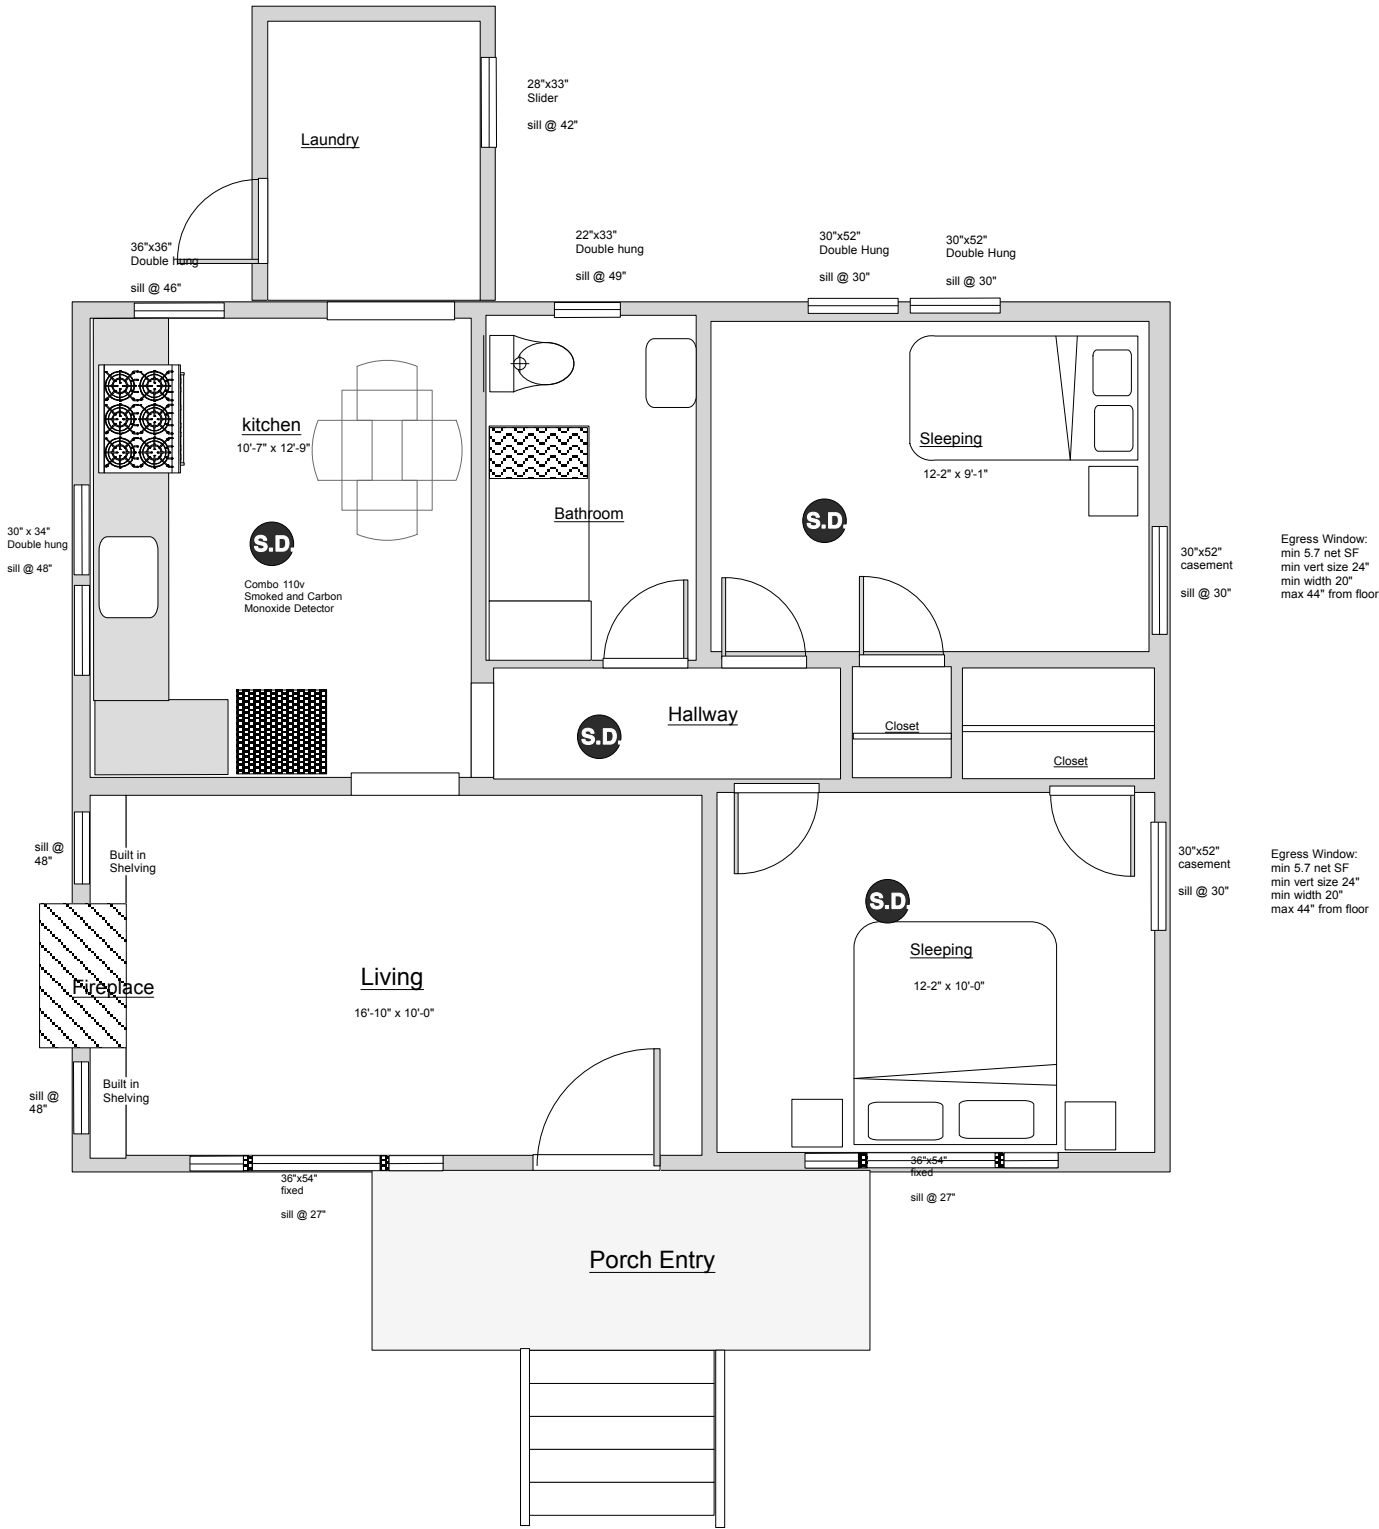 28"x33"
Slider
sill @ 42"
Laundry
36"x36"
Double hung
sill @ 46"
22"x33"
Double hung
sill @ 49"
30"x52"
Double Hung
sill @ 30"
30"x52"
Double Hung
sill @ 30"
kitchen
10'-7" x 12'-9"
Sleeping
12-2" x 9'-1"
Bathroom
S.D.
S.D.
30" x 34"
Double hung
sill @ 48"
Combo 110v
Smoked and Carbon
Monoxide Detector
30"x52"
casement
sill @ 30"
Egress Window:
min 5.7 net SF
min vert size 24"
min width 20"
max 44" from floor
Hallway
S.D.
Closet
Closet
sill @
48"
Built in
Shelving
30"x52"
casement
sill @ 30"
Egress Window:
min 5.7 net SF
min vert size 24"
min width 20"
max 44" from floor
S.D.
Sleeping
12-2" x 10'-0"
Living
16'-10" x 10'-0"
Fireplace
sill @
48"
Built in
Shelving
36"x54"
fixed
sill @ 27"
36"x54"
fixed
sill @ 27"
Porch Entry